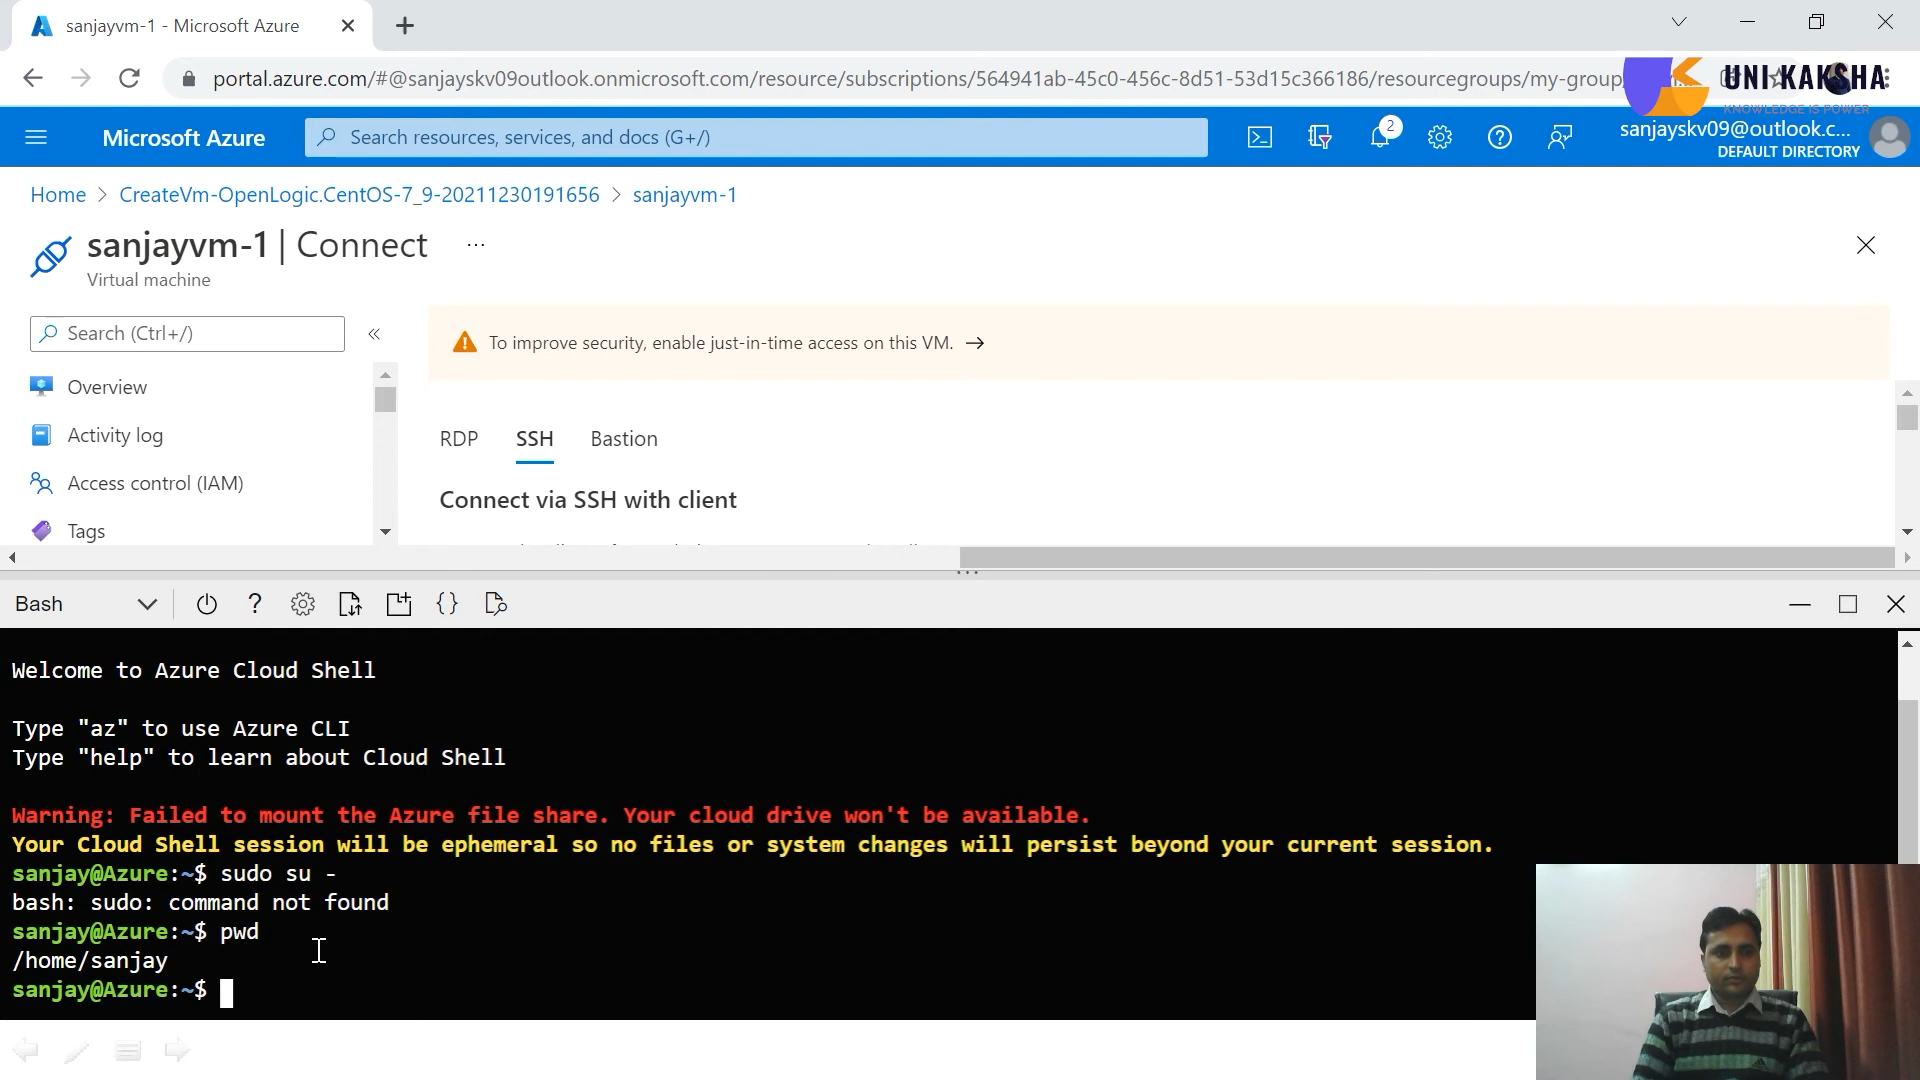 sanjayvm-1 - Microsoft Azure
portal.azure.com/#@sanjayskv09outlook.onmicrosoft.com/resource/subscriptions/564941ab-45c0-456c-8d51-53d15c366186/resourcegroups/my-group
UNI KAKSHA
KNOWLEDGE IS POWER
Microsoft Azure
Search resources, services, and docs (G+/)
2
sanjayskv09@outlook.c...
DEFAULT DIRECTORY
Home > CreateVm-OpenLogic.CentOS-7_9-20211230191656 > sanjayvm-1
sanjayvm-1 | Connect ...
Virtual machine
Search (Ctrl+/)
«
To improve security, enable just-in-time access on this VM. →
Overview
Activity log
Access control (IAM)
Tags
RDP SSH Bastion
Connect via SSH with client
Bash
Welcome to Azure Cloud Shell
Type "az" to use Azure CLI
Type "help" to learn about Cloud Shell
Warning: Failed to mount the Azure file share. Your cloud drive won't be available.
Your Cloud Shell session will be ephemeral so no files or system changes will persist beyond your current session.
sanjay@Azure:~$ sudo su -
bash: sudo: command not found
sanjay@Azure:~$ pwd
/home/sanjay
sanjay@Azure:~$